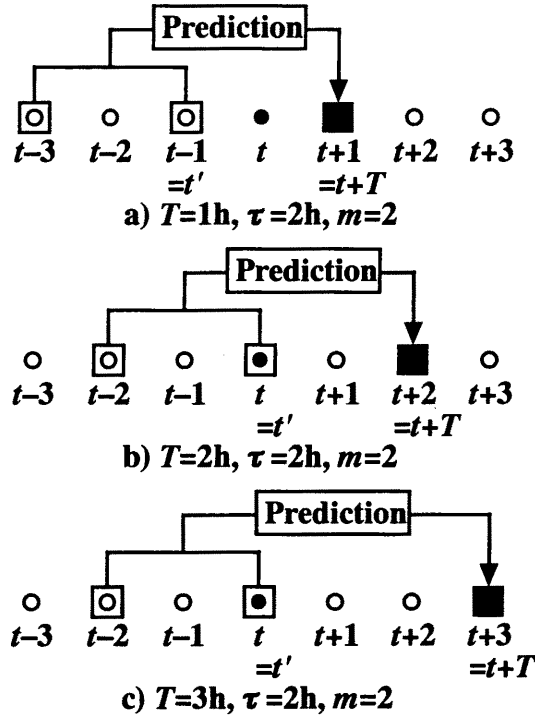 Prediction
t–3 t–2 t–1 t t+1 t+2 t+3
=t' =t+T
a) T=1h, τ=2h, m=2
Prediction
t–3 t–2 t–1 t t+1 t+2 t+3
=t' =t+T
b) T=2h, τ=2h, m=2
Prediction
t–3 t–2 t–1 t t+1 t+2 t+3
=t' =t+T
c) T=3h, τ=2h, m=2